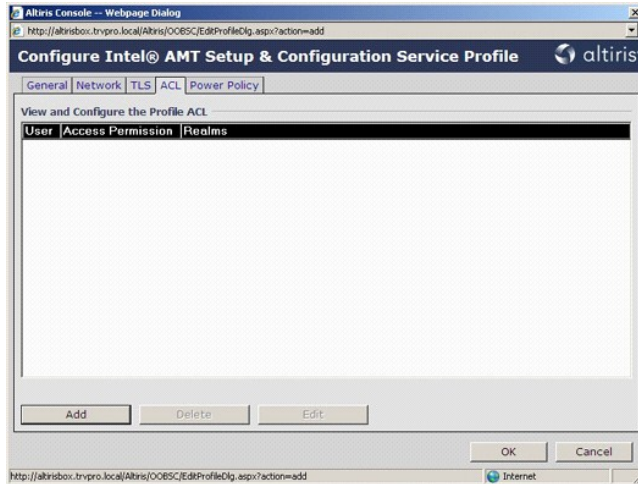 Altiris Console -- Webpage Dialog
http://altirisbox.trvpro.local/Altiris/OOBSC/EditProfileDlg.aspx?action=add
Configure Intel® AMT Setup & Configuration Service Profile altiris
General Network TLS ACL Power Policy
View and Configure the Profile ACL
User Access Permission Realms
Add Delete Edit
OK Cancel
http://altirisbox.trvpro.local/Altiris/OOBSC/EditProfileDlg.aspx?action=add Internet